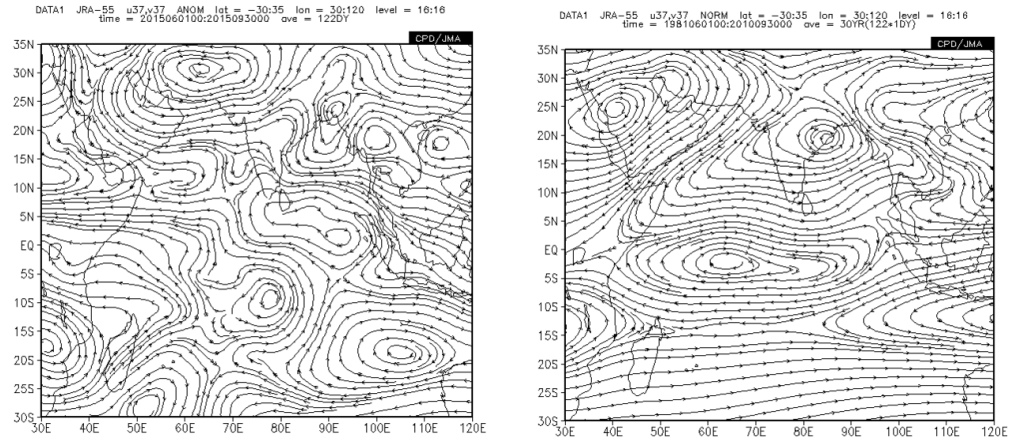 DATA1 JRA-55 u37,v37 ANOM lat = -30:35 lon = 30:120 level = 16:16
time = 2015060100:2015093000 ave = 122DY
CPD/JMA
35N
30N
25N
20N
15N
10N
5N
EQ
5S
10S
15S
20S
25S
30S
30E 40E 50E 60E 70E 80E 90E 100E 110E 120E
DATA1 JRA-55 u37,v37 NORM lat = -30:35 lon = 30:120 level = 16:16
time = 1981060100:2010093000 ave = 30YR(122*1DY)
CPD/JMA
35N
30N
25N
20N
15N
10N
5N
EQ
5S
10S
15S
20S
25S
30S
30E 40E 50E 60E 70E 80E 90E 100E 110E 120E